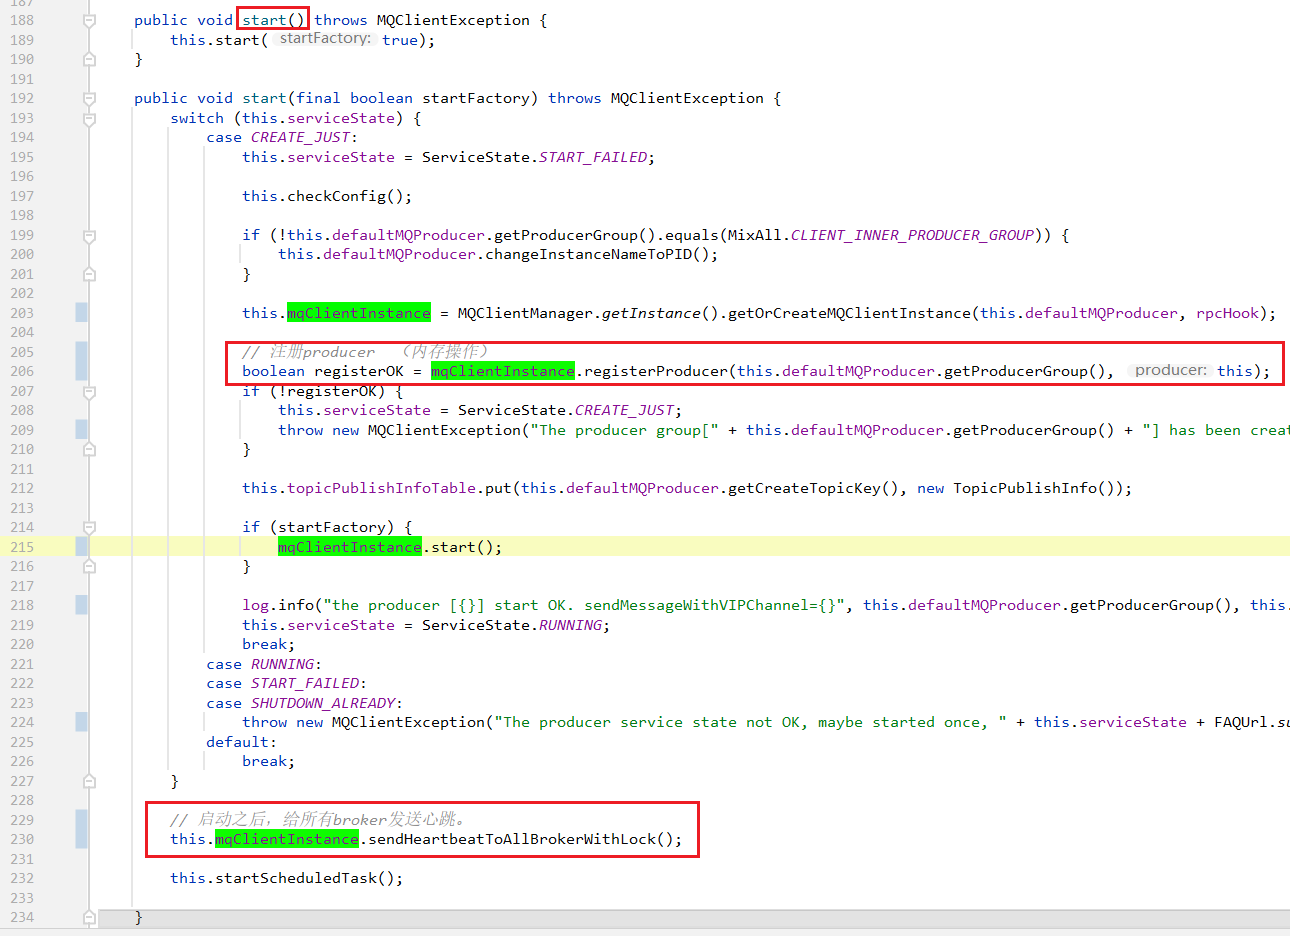 187
188 public void start() throws MQClientException {
189 this.start( startFactory: true);
190 }
191
192 public void start(final boolean startFactory) throws MQClientException {
193 switch (this.serviceState) {
194 case CREATE_JUST:
195 this.serviceState = ServiceState.START_FAILED;
196
197 this.checkConfig();
198
199 if (!this.defaultMQProducer.getProducerGroup().equals(MixAll.CLIENT_INNER_PRODUCER_GROUP)) {
200 this.defaultMQProducer.changeInstanceNameToPID();
201 }
202
203 this.mqClientInstance = MQClientManager.getInstance().getOrCreateMQClientInstance(this.defaultMQProducer, rpcHook);
204
205 // 注册producer （内存操作）
206 boolean registerOK = mqClientInstance.registerProducer(this.defaultMQProducer.getProducerGroup(), producer: this);
207 if (!registerOK) {
208 this.serviceState = ServiceState.CREATE_JUST;
209 throw new MQClientException("The producer group[" + this.defaultMQProducer.getProducerGroup() + "] has been creat
210 }
211
212 this.topicPublishInfoTable.put(this.defaultMQProducer.getCreateTopicKey(), new TopicPublishInfo());
213
214 if (startFactory) {
215 mqClientInstance.start();
216 }
217
218 log.info("the producer [{}] start OK. sendMessageWithVIPChannel={}", this.defaultMQProducer.getProducerGroup(), this.
219 this.serviceState = ServiceState.RUNNING;
220 break;
221 case RUNNING:
222 case START_FAILED:
223 case SHUTDOWN_ALREADY:
224 throw new MQClientException("The producer service state not OK, maybe started once, " + this.serviceState + FAQUrl.su
225 default:
226 break;
227 }
228
229 // 启动之后，给所有broker发送心跳。
230 this.mqClientInstance.sendHeartbeatToAllBrokerWithLock();
231
232 this.startScheduledTask();
233
234 }